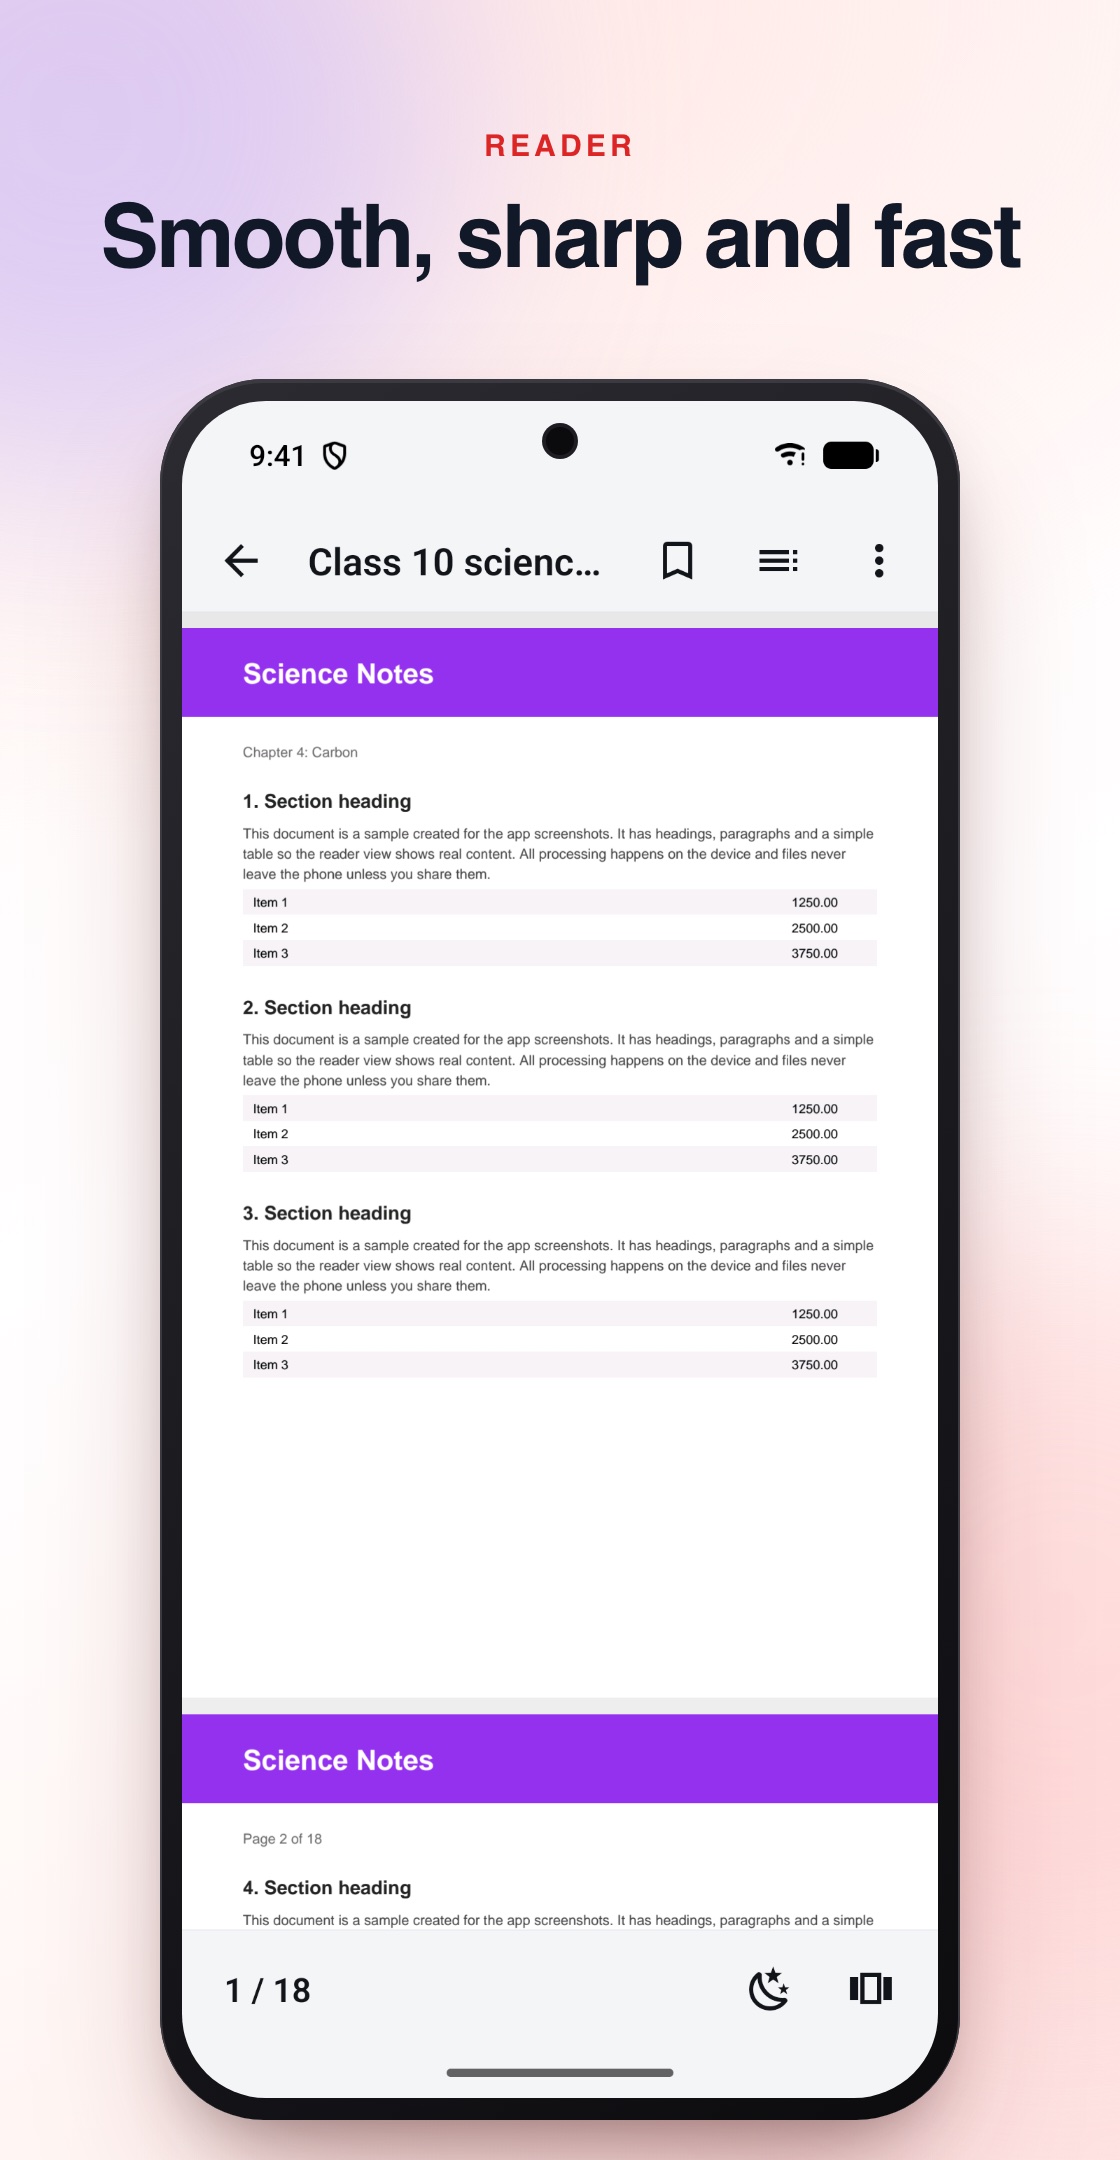 READER
Smooth, sharp and fast
9:41
Class 10 scienc...
Science Notes
Chapter 4: Carbon
1. Section heading
This document is a sample created for the app screenshots. It has headings, paragraphs and a simple
table so the reader view shows real content. All processing happens on the device and files never
leave the phone unless you share them.
Item 1 1250.00
Item 2 2500.00
Item 3 3750.00
2. Section heading
This document is a sample created for the app screenshots. It has headings, paragraphs and a simple
table so the reader view shows real content. All processing happens on the device and files never
leave the phone unless you share them.
Item 1 1250.00
Item 2 2500.00
Item 3 3750.00
3. Section heading
This document is a sample created for the app screenshots. It has headings, paragraphs and a simple
table so the reader view shows real content. All processing happens on the device and files never
leave the phone unless you share them.
Item 1 1250.00
Item 2 2500.00
Item 3 3750.00
Science Notes
Page 2 of 18
4. Section heading
This document is a sample created for the app screenshots. It has headings, paragraphs and a simple
1 / 18